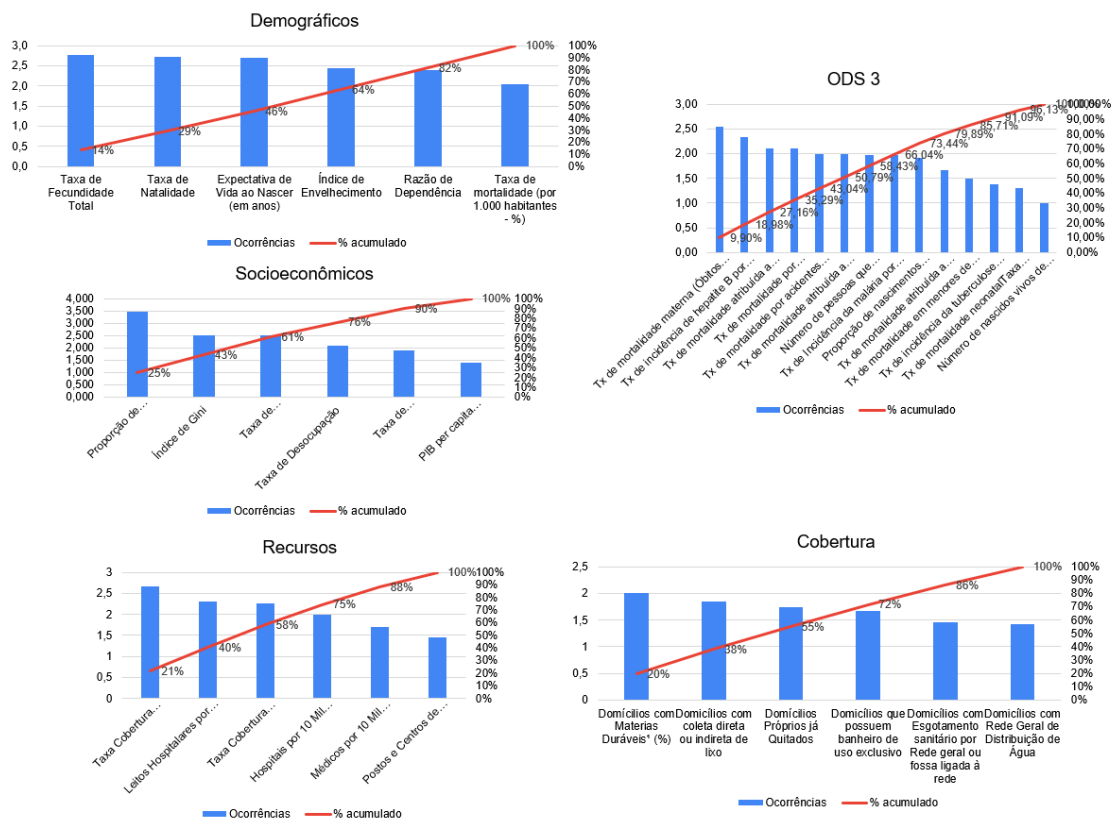 Demográficos
3,0
2,5
2,0
1,5
1,0
0,5
0,0
100%
90%
80%
70%
60%
50%
40%
30%
20%
10%
0%
14%
29%
46%
64%
82%
100%
Taxa de
Fecundidade
Total
Taxa de
Natalidade
Expectativa de
Vida ao Nascer
(em anos)
Índice de
Envelhecimento
Razão de
Dependência
Taxa de
mortalidade (por
1.000 habitantes
- %)
Ocorrências
% acumulado
ODS 3
3,00
2,50
2,00
1,50
1,00
0,50
0,00
100,00%
90,00%
80,00%
70,00%
60,00%
50,00%
40,00%
30,00%
20,00%
10,00%
0,00%
9,90%
18,98%
27,16%
35,29%
43,04%
50,79%
58,43%
66,04%
73,44%
79,89%
85,71%
91,09%
96,13%
100,00%
Tx de mortalidade materna (Óbitos...
Tx de Incidência de hepatite B por...
Tx de mortalidade atribuída a...
Tx de mortalidade por...
Tx de mortalidade por acidentes...
Tx de mortalidade atribuída a...
Número de pessoas que...
Tx de Incidência da malária por...
Proporção de nascimentos...
Tx de mortalidade atribuída a...
Tx de mortalidade em menores de...
Tx de incidência da tuberculose...
Tx de mortalidade neonatalTaxa...
Número de nascidos vivos de...
Ocorrências
% acumulado
Socioeconômicos
4,000
3,500
3,000
2,500
2,000
1,500
1,000
0,500
0,000
100%
90%
80%
70%
60%
50%
40%
30%
20%
10%
0%
25%
43%
61%
76%
90%
100%
Proporção de...
Índice de Gini
Taxa de...
Taxa de Desocupação
Taxa de...
PIB per capita...
Ocorrências
% acumulado
Recursos
3
2,5
2
1,5
1
0,5
0
100%
90%
80%
70%
60%
50%
40%
30%
20%
10%
0%
21%
40%
58%
75%
88%
100%
Taxa Cobertura...
Leitos Hospitalares por...
Taxa Cobertura...
Hospitais por 10 Mil...
Médicos por 10 Mil...
Postos e Centros de...
Ocorrências
% acumulado
Cobertura
2,5
2
1,5
1
0,5
0
100%
90%
80%
70%
60%
50%
40%
30%
20%
10%
0%
20%
38%
55%
72%
86%
100%
Domícilios com
Materias
Duráveis¹ (%)
Domicílios com
coleta direta
ou indireta de
lixo
Domicílios
Próprios já
Quitados
Domicílios que
possuem
banheiro de
uso exclusivo
Domicílios com
Esgotamento
sanitário por
Rede geral ou
fossa ligada à
rede
Domicílios com
Rede Geral de
Distribuição de
Água
Ocorrências
% acumulado